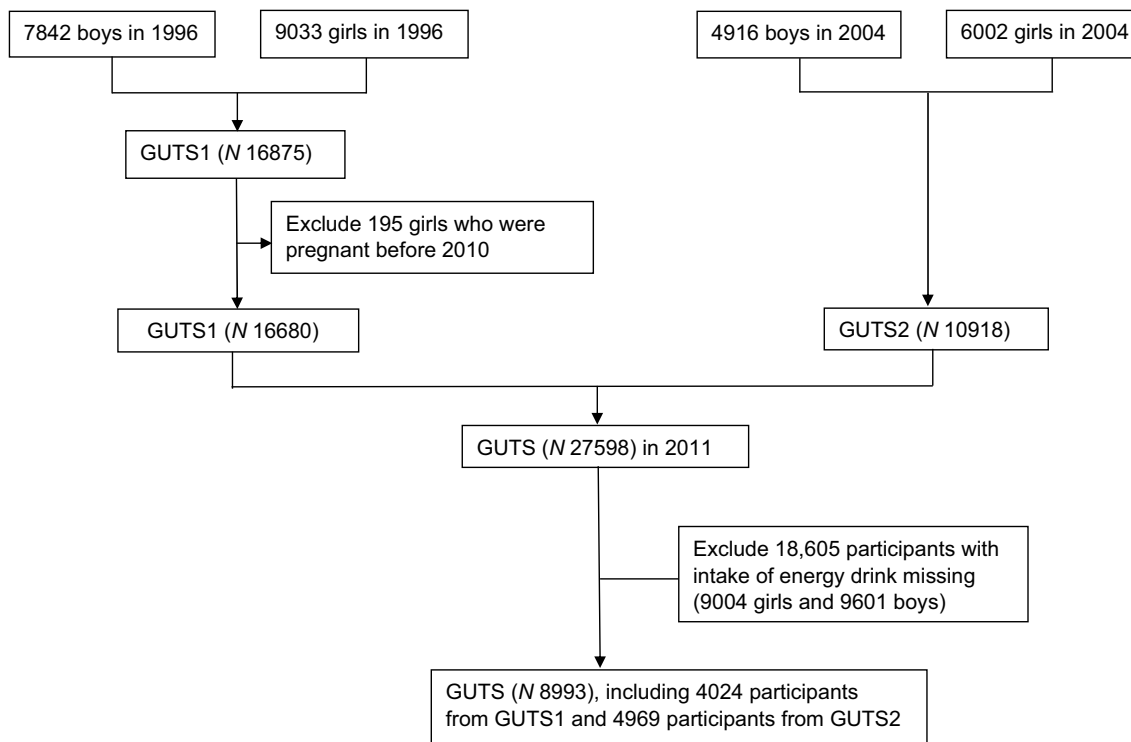 7842 boys in 1996
9033 girls in 1996
4916 boys in 2004
6002 girls in 2004
GUTS1 (N 16875)
Exclude 195 girls who were
pregnant before 2010
GUTS1 (N 16680)
GUTS2 (N 10918)
GUTS (N 27598) in 2011
Exclude 18,605 participants with
intake of energy drink missing
(9004 girls and 9601 boys)
GUTS (N 8993), including 4024 participants
from GUTS1 and 4969 participants from GUTS2